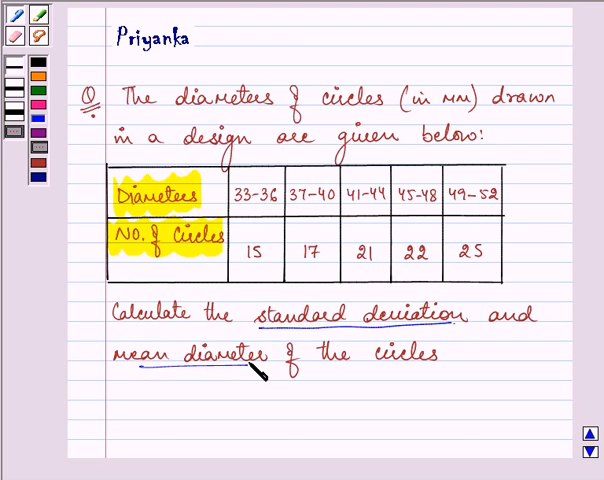 Priyanka
Q The diameters of circles (in mm) drawn
in a design are given below:
Diameters 33-36 37-40 41-44 45-48 49-52
No. of Circles 15 17 21 22 25
Calculate the standard deviation and
mean diameter of the circles